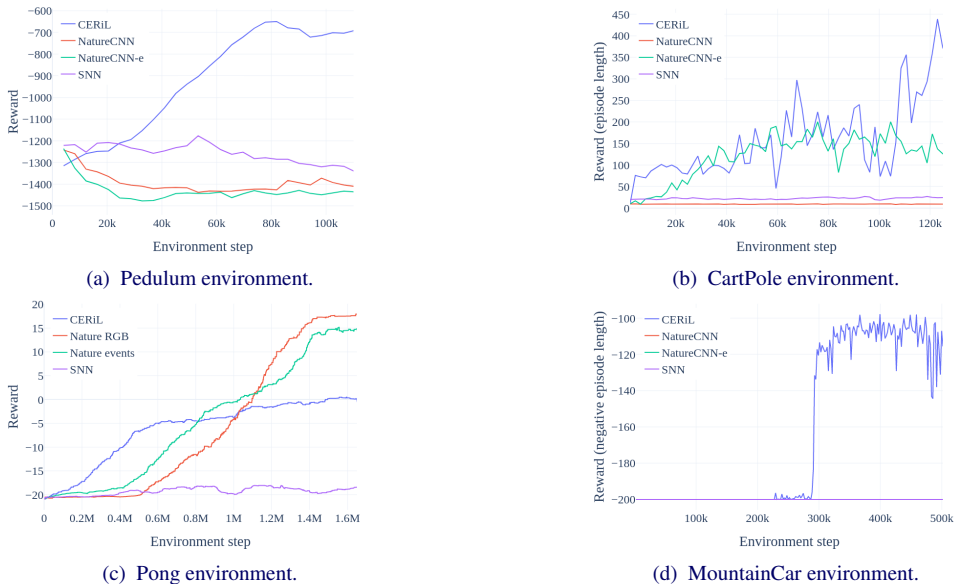 −600
−700
−800
−900
−1000
−1100
−1200
−1300
−1400
−1500
Reward
CERiL
NatureCNN
NatureCNN-e
SNN
0 20k 40k 60k 80k 100k
Environment step
(a) Pedulum environment.
450
400
350
300
250
200
150
100
50
0
Reward (episode length)
CERiL
NatureCNN
NatureCNN-e
SNN
20k 40k 60k 80k 100k 120k
Environment step
(b) CartPole environment.
20
15
10
5
0
−5
−10
−15
−20
Reward
CERiL
Nature RGB
Nature events
SNN
0 0.2M 0.4M 0.6M 0.8M 1M 1.2M 1.4M 1.6M
Environment step
(c) Pong environment.
−100
−120
−140
−160
−180
−200
Reward (negative episode length)
CERiL
NatureCNN
NatureCNN-e
SNN
100k 200k 300k 400k 500k
Environment step
(d) MountainCar environment.